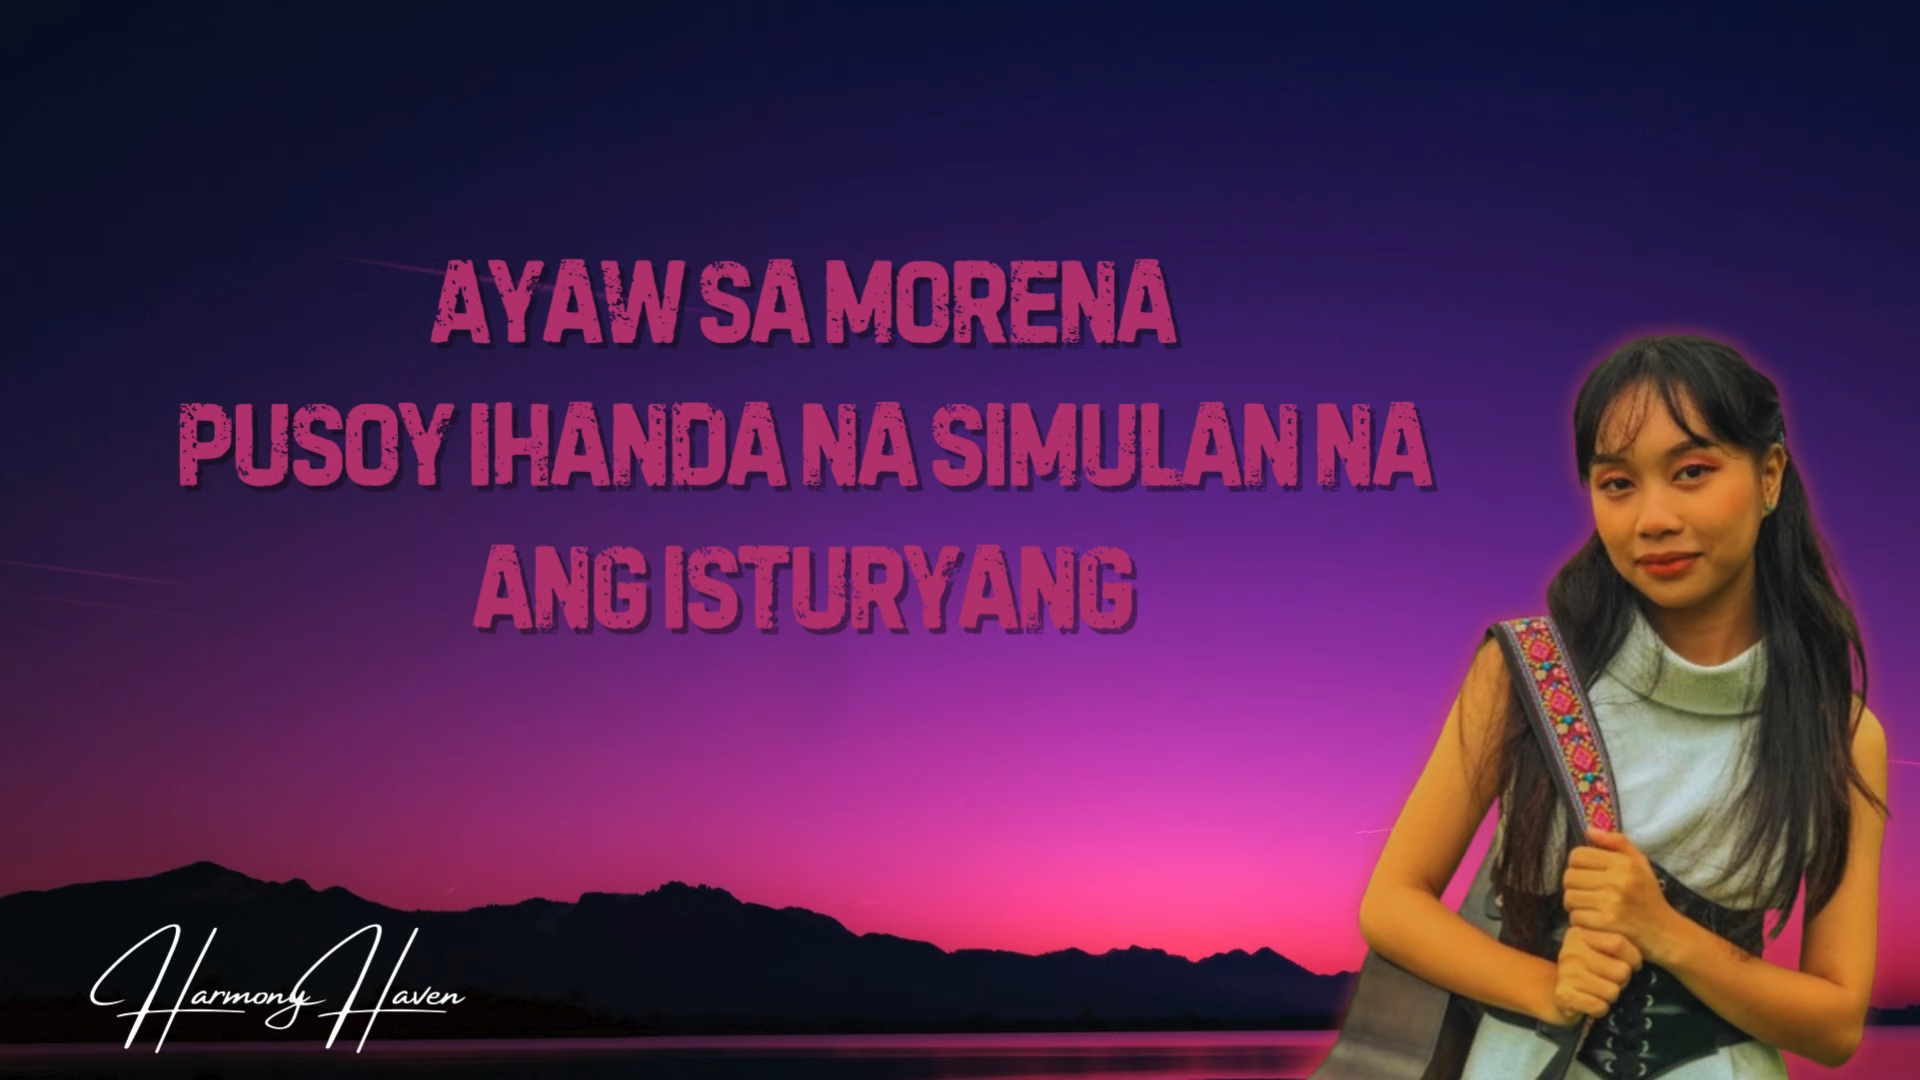 AYAW SA MORENA
PUSOY IHANDA NA SIMULAN NA
ANG ISTURYANG
Harmony Haven